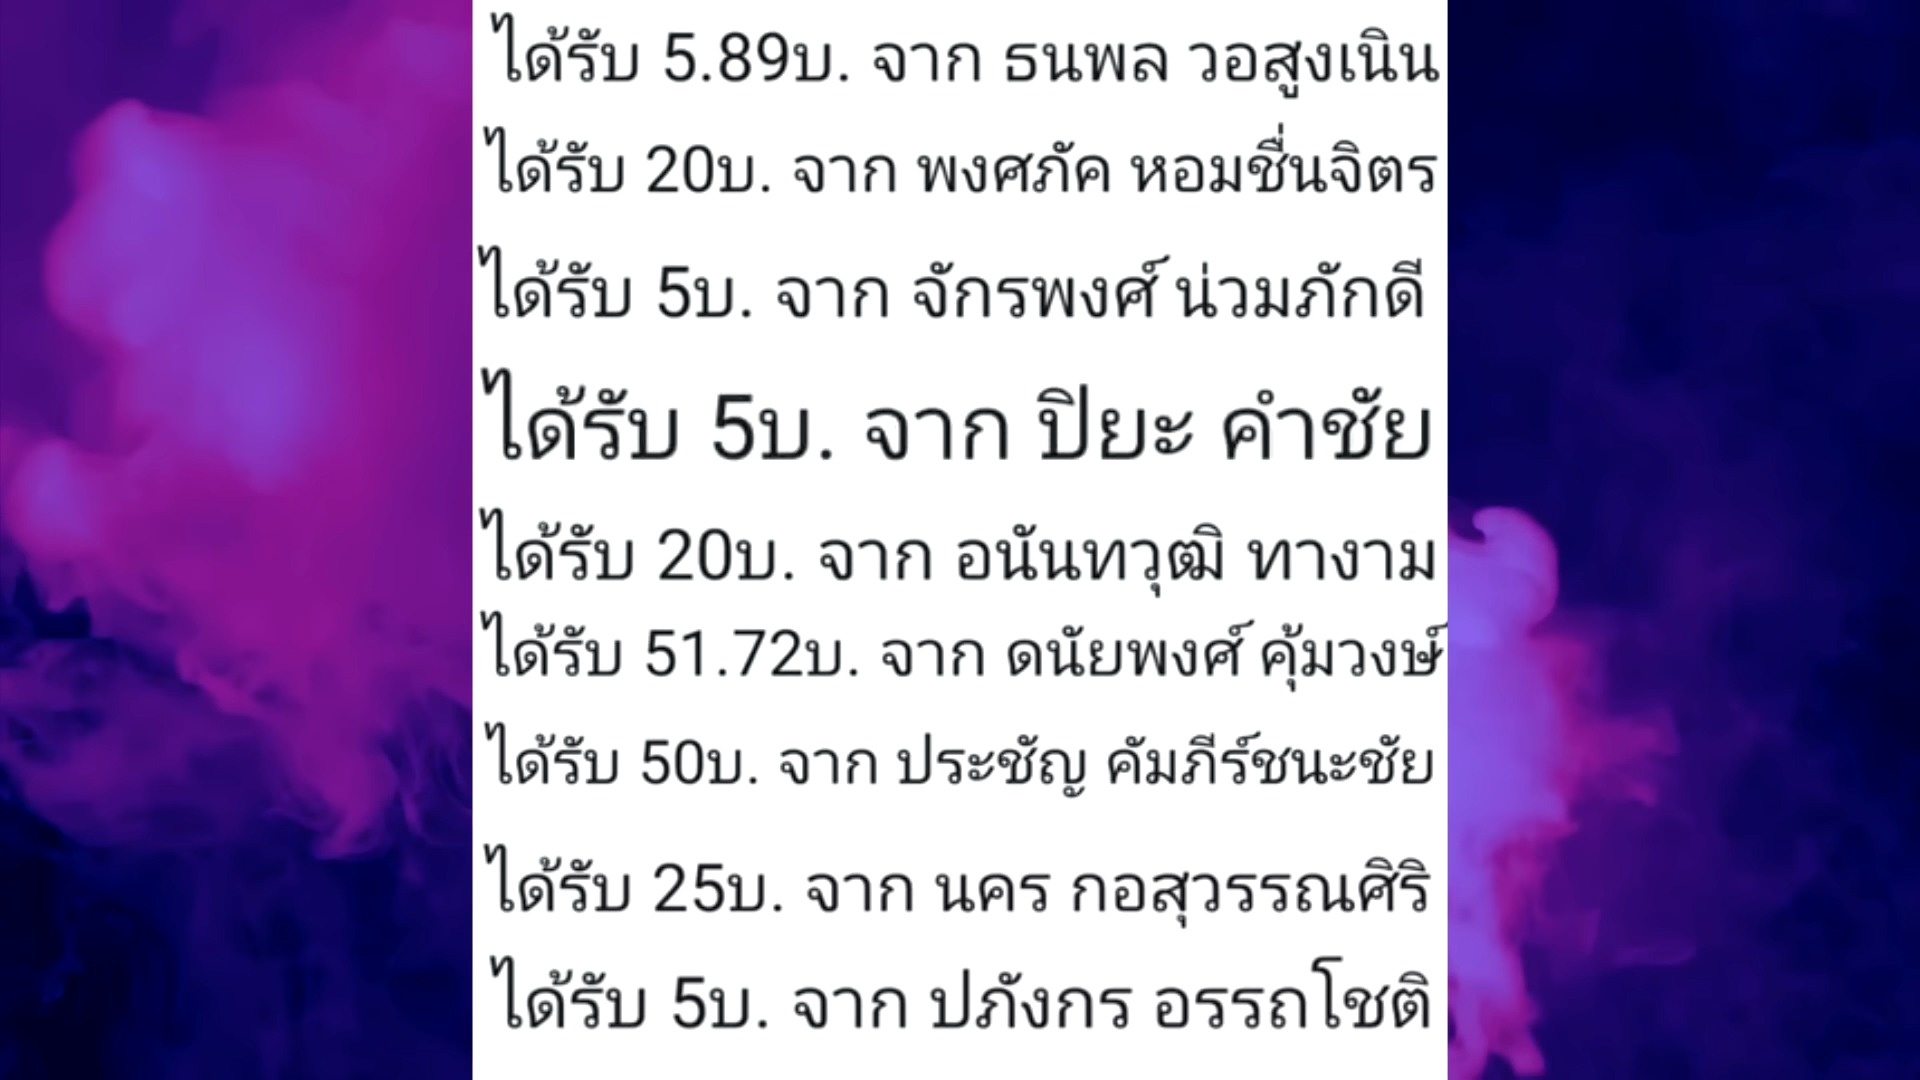 ได้รับ 5.89บ. จาก ธนพล วอสูงเนิน
ได้รับ 20บ. จาก พงศภัค หอมชื่นจิตร
ได้รับ 5บ. จาก จักรพงศ์ น่วมภักดี
ได้รับ 5บ. จาก ปิยะ คำชัย
ได้รับ 20บ. จาก อนันทวุฒิ ทางาม
ได้รับ 51.72บ. จาก ดนัยพงศ์ คุ้มวงษ์
ได้รับ 50บ. จาก ประชัญ คัมภีร์ชนะชัย
ได้รับ 25บ. จาก นคร กอสุวรรณศิริ
ได้รับ 5บ. จาก ปภังกร อรรถโชติ